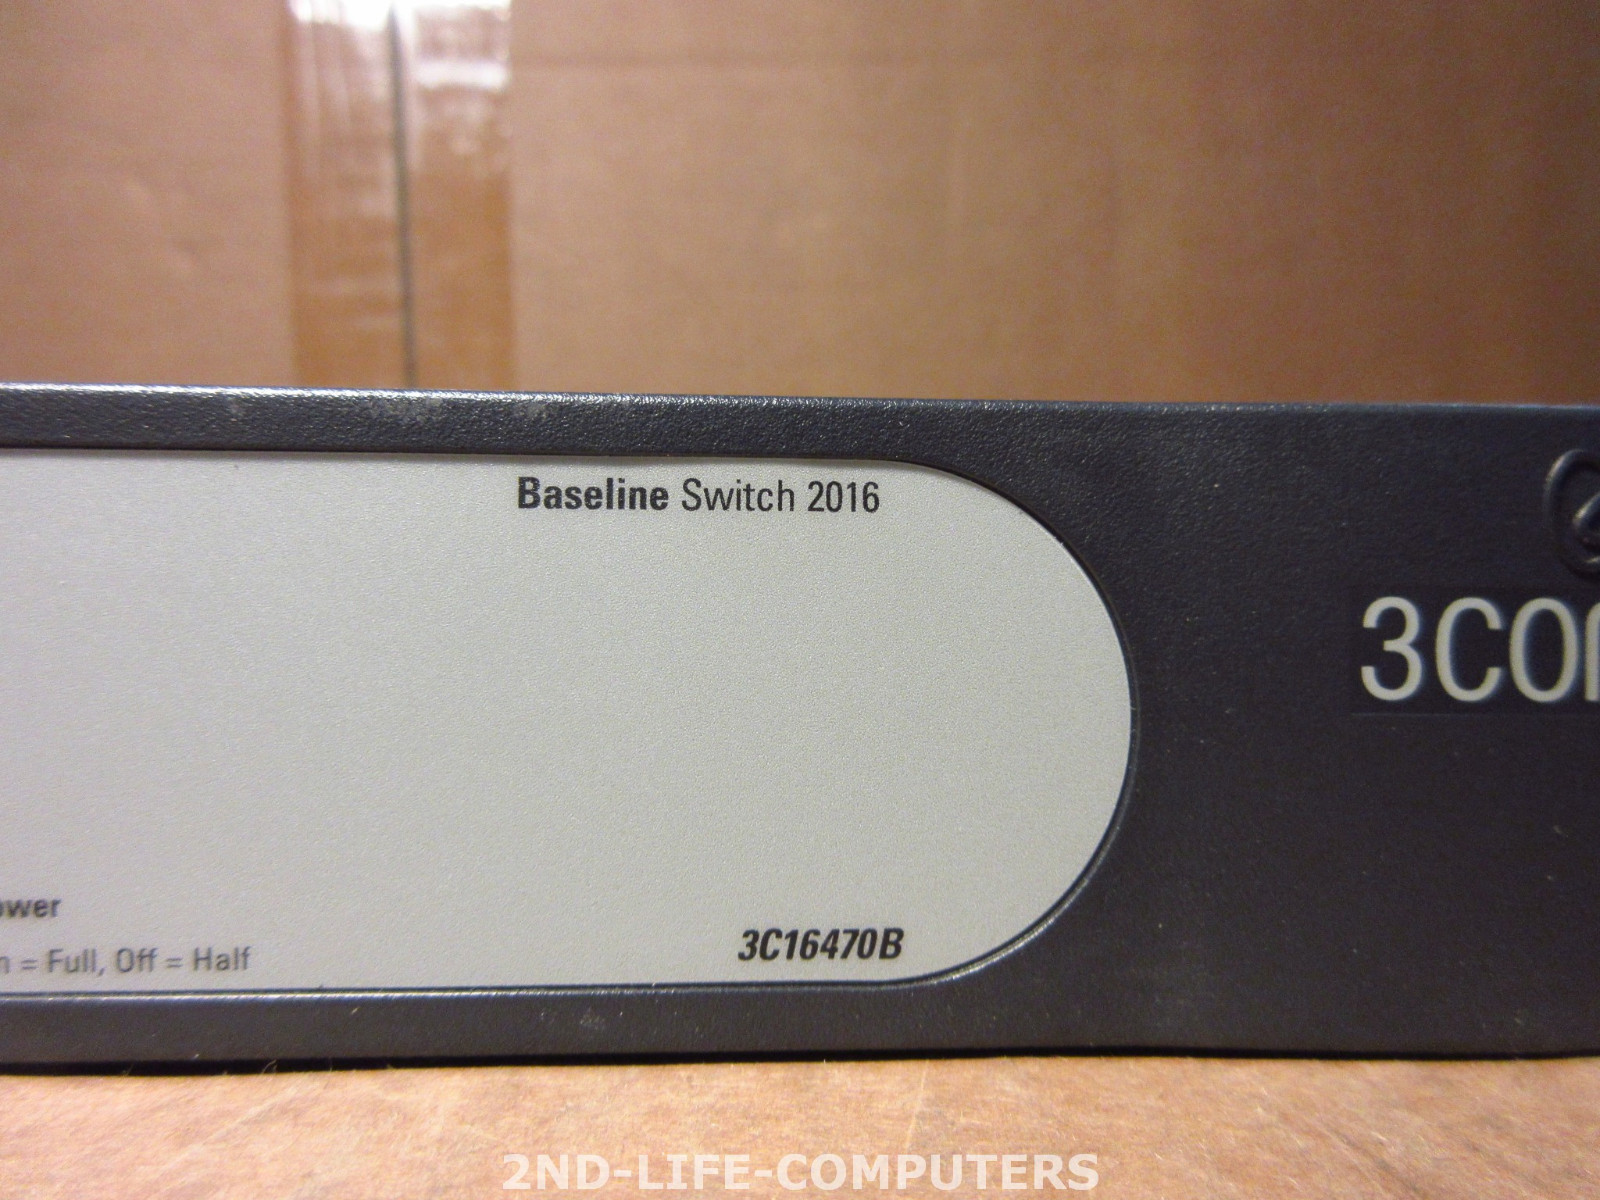 Baseline Switch 2016
3COM
ower
n = Full, Off = Half
3C16470B
2ND-LIFE-COMPUTERS